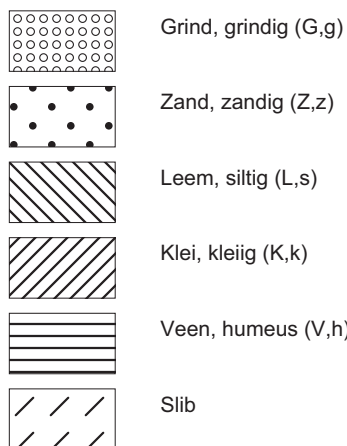 Grind, grindig (G,g)
Zand, zandig (Z,z)
Leem, siltig (L,s)
Klei, kleiig (K,k)
Veen, humeus (V,h)
Slib